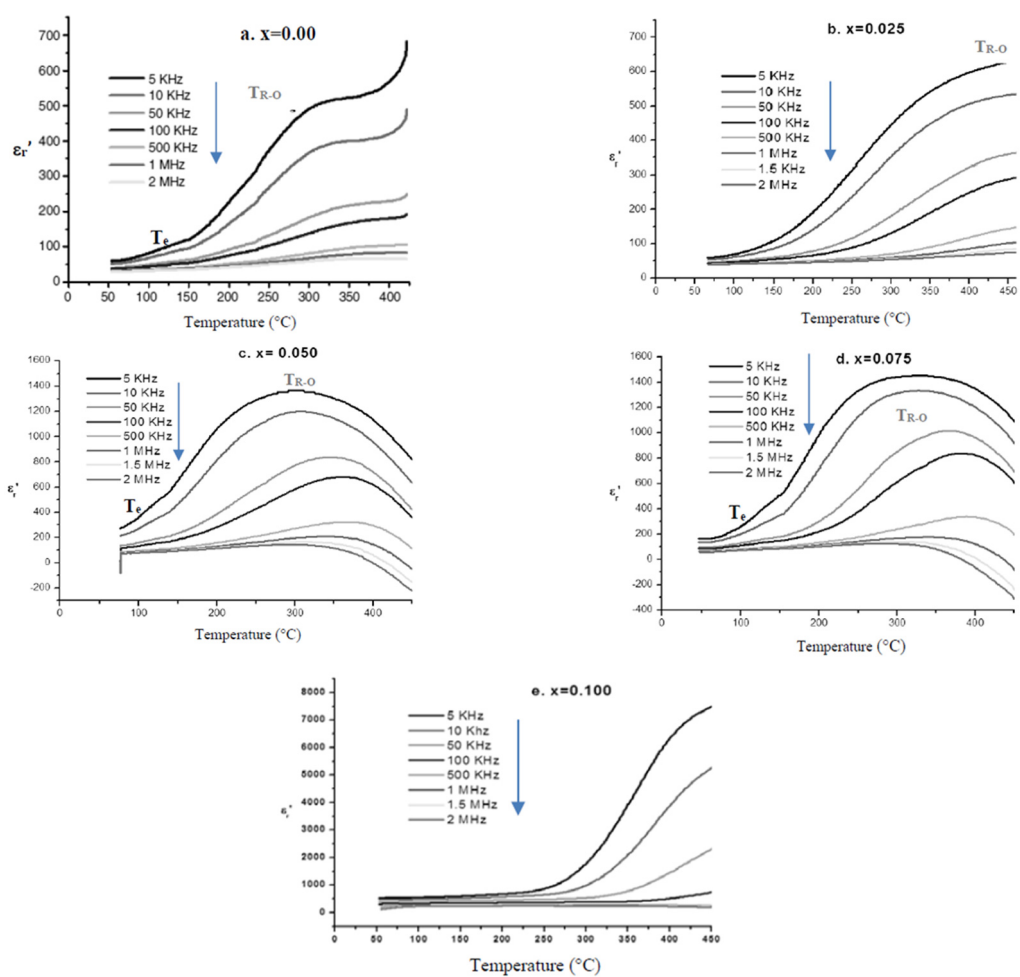 a. x=0.00
700
600
500
400
300
200
100
0
εr'
5 KHz
10 KHz
50 KHz
100 KHz
500 KHz
1 MHz
2 MHz
TR-O
Te
0 50 100 150 200 250 300 350 400
Temperature (°C)
b. x=0.025
700
600
500
400
300
200
100
0
εr'
5 KHz
10 KHz
50 KHz
100 KHz
500 KHz
1 MHz
1.5 KHz
2 MHz
TR-O
0 50 100 150 200 250 300 350 400 450
Temperature (°C)
c. x= 0.050
1600
1400
1200
1000
800
600
400
200
0
-200
εr'
5 KHz
10 KHz
50 KHz
100 KHz
500 KHz
1 MHz
1.5 MHz
2 MHz
TR-O
Te
0 50 100 150 200 250 300 350 400 450
Temperature (°C)
d. x=0.075
1600
1400
1200
1000
800
600
400
200
0
-200
-400
εr'
5 KHz
10 KHz
50 KHz
100 KHz
500 KHz
1 MHz
1.5 MHz
2 MHz
TR-O
Te
0 100 200 300 400
Temperature (°C)
e. x=0.100
8000
7000
6000
5000
4000
3000
2000
1000
0
εr'
5 KHz
10 Khz
50 KHz
100 KHz
500 KHz
1 MHz
1.5 MHz
2 MHz
0 50 100 150 200 250 300 350 400 450
Temperature (°C)